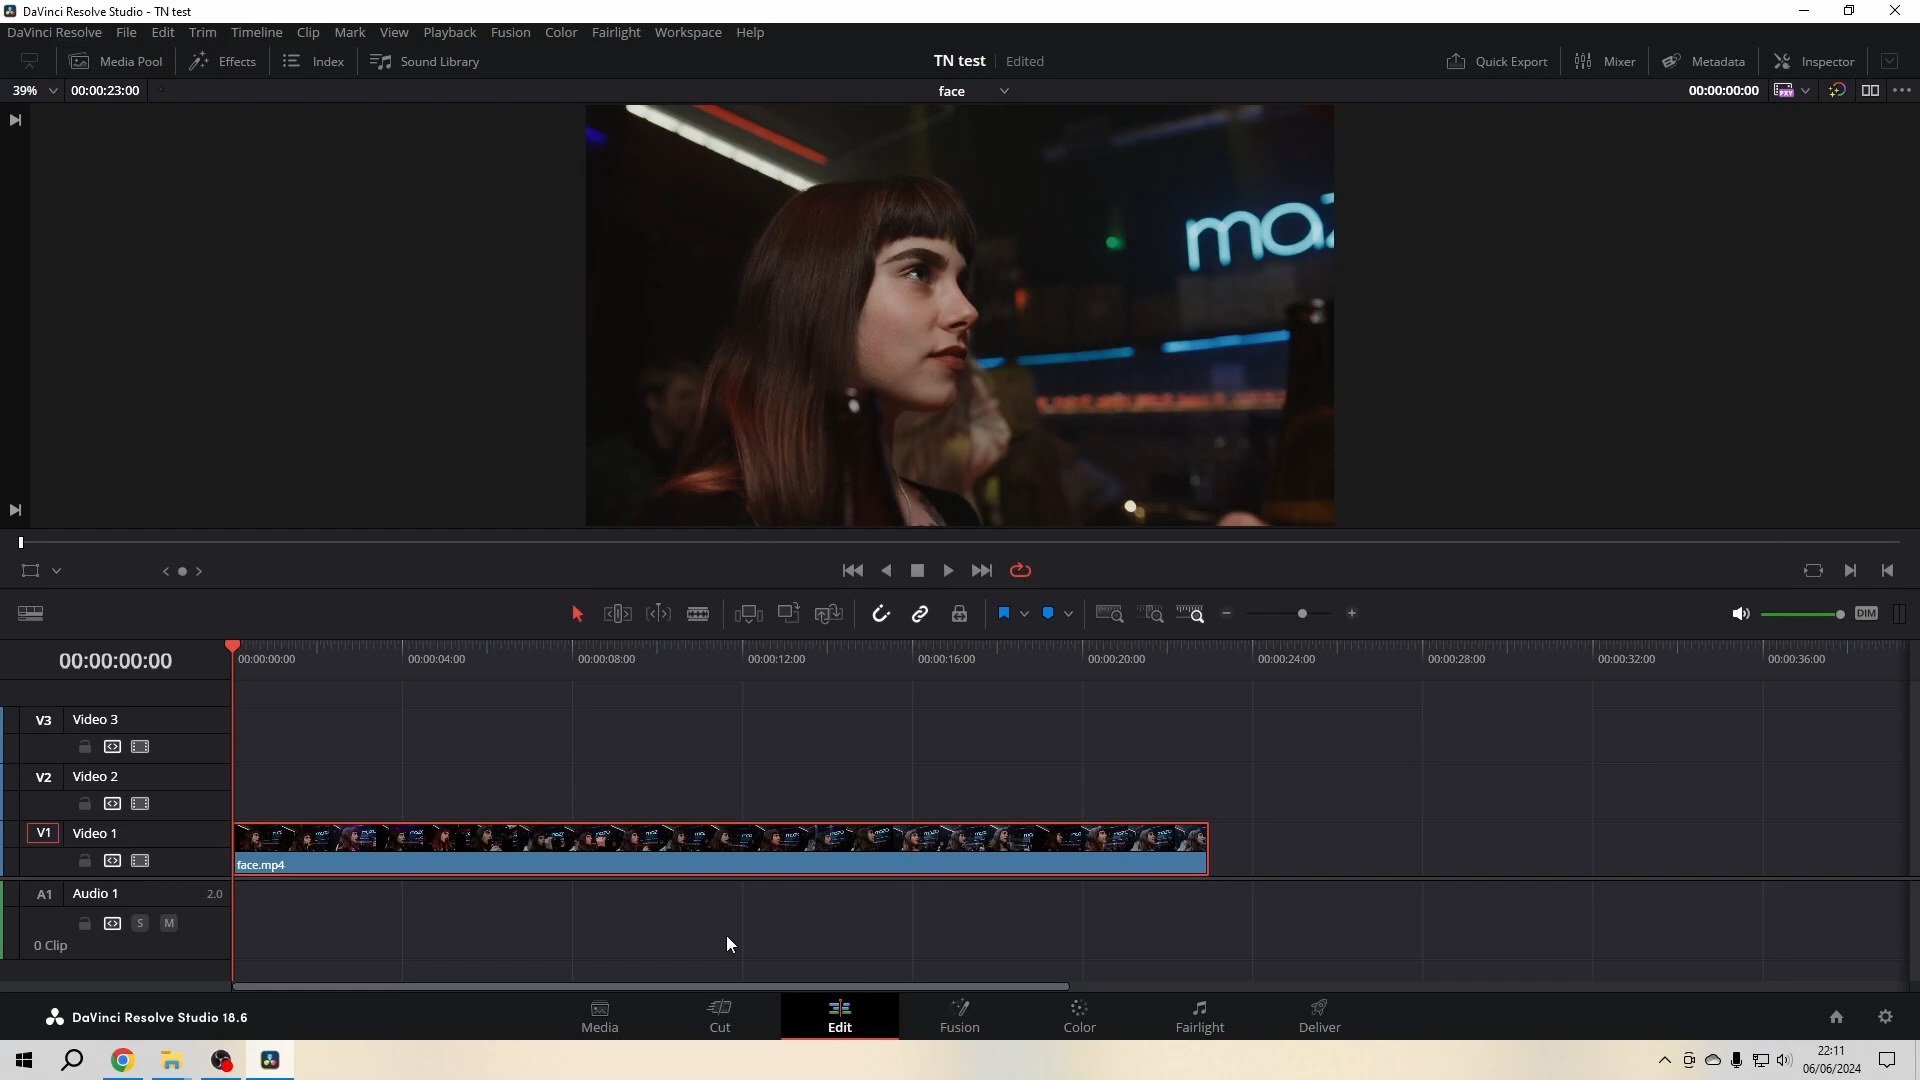 DaVinci Resolve Studio - TN test
DaVinci Resolve File Edit Trim Timeline Clip Mark View Playback Fusion Color Fairlight Workspace Help
Media Pool Effects Index Sound Library TN test Edited Quick Export Mixer Metadata Inspector
39% 00:00:23:00 face 00:00:00:00 PXY
moz
DIM
00:00:00:00 00:00:00:00 00:00:04:00 00:00:08:00 00:00:12:00 00:00:16:00 00:00:20:00 00:00:24:00 00:00:28:00 00:00:32:00 00:00:36:00
V3 Video 3
V2 Video 2
V1 Video 1
face.mp4
A1 Audio 1 2.0
S M
0 Clip
DaVinci Resolve Studio 18.6 Media Cut Edit Fusion Color Fairlight Deliver
22:11
06/06/2024